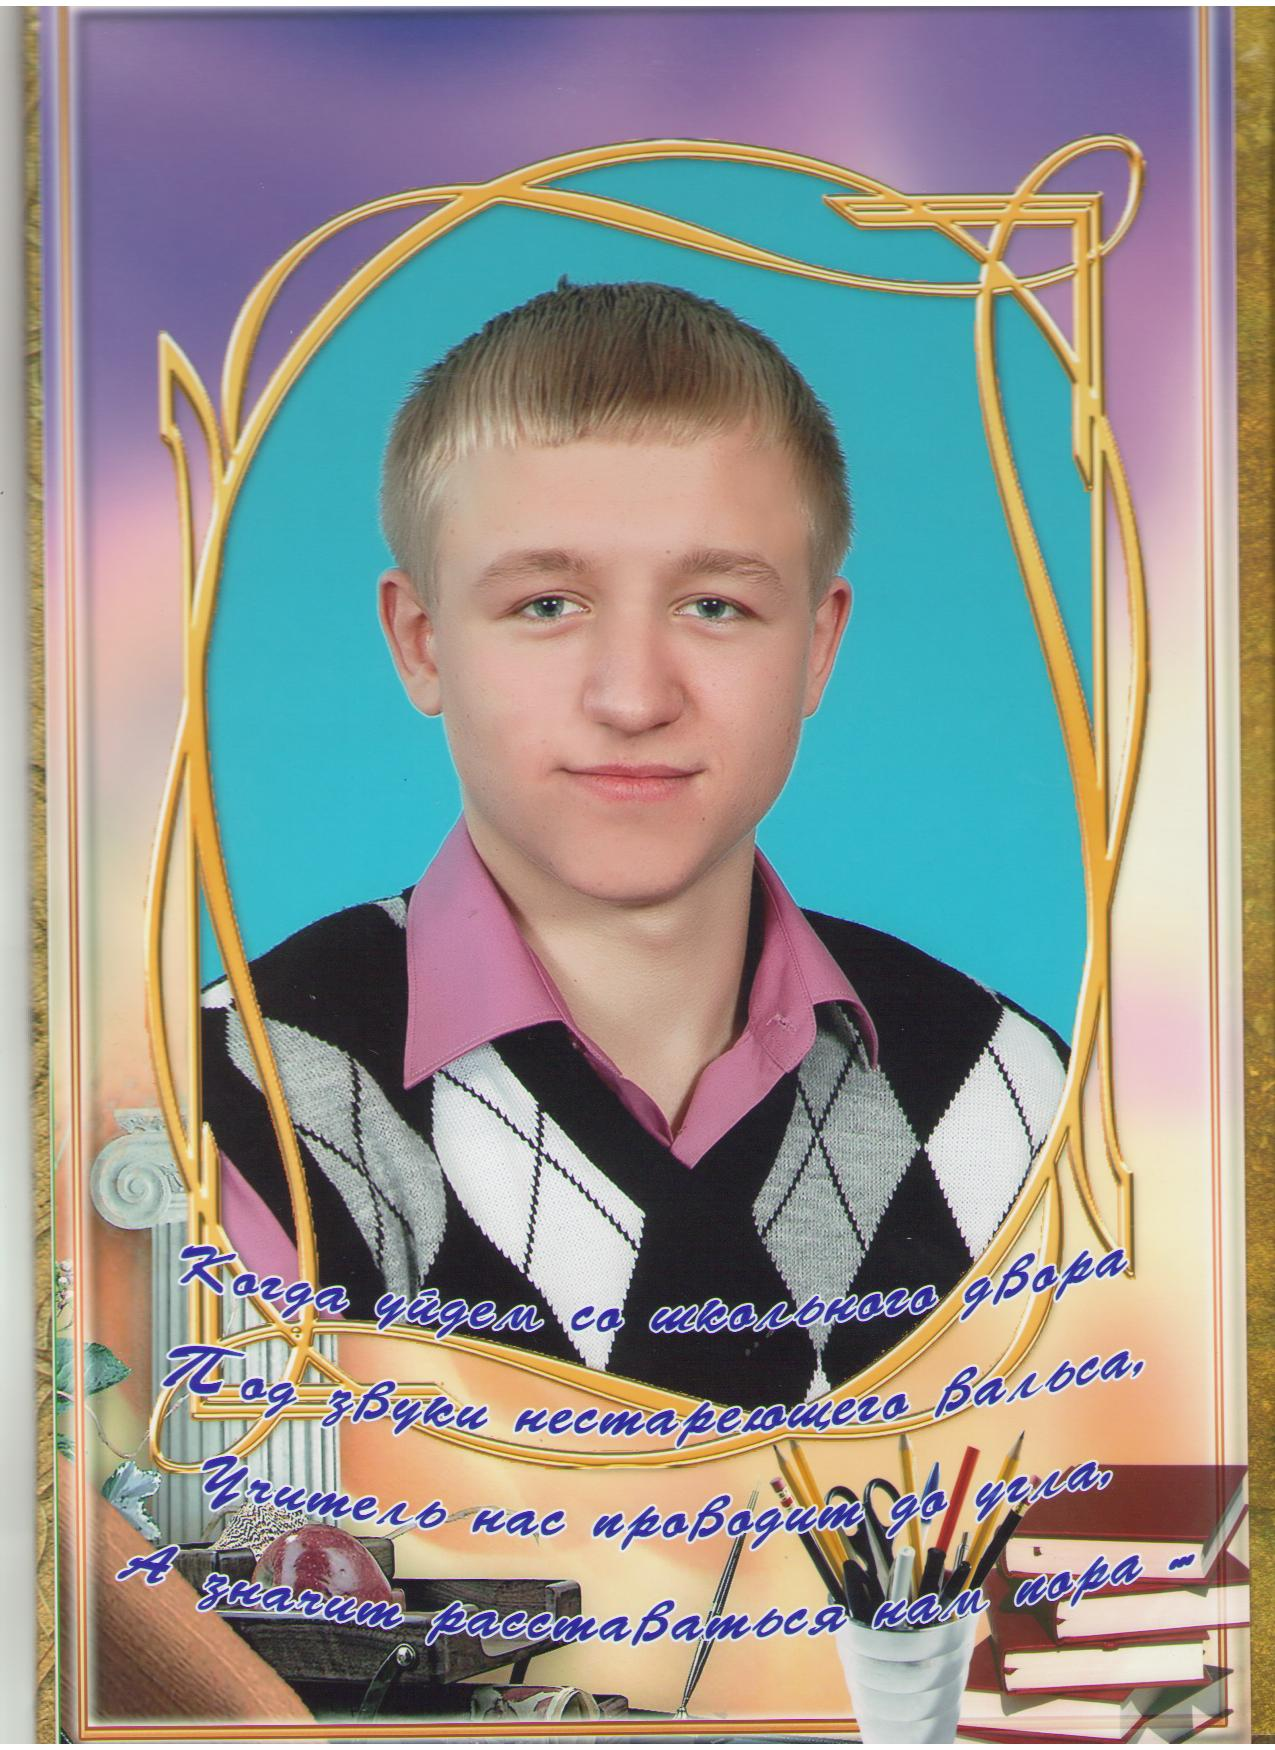 Когда уйдем со школьного двора
Под звуки нестареющего вальса,
Учитель нас проводит до угла,
А значит расставаться нам пора ...